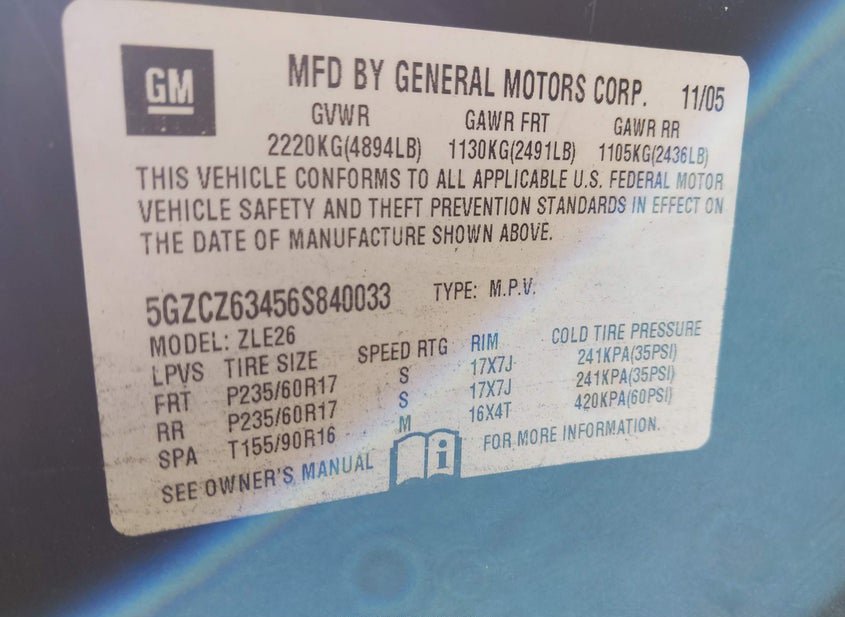 GM
MFD BY GENERAL MOTORS CORP. 11/05
GVWR GAWR FRT GAWR RR
2220KG(4894LB) 1130KG(2491LB) 1105KG(2436LB)
THIS VEHICLE CONFORMS TO ALL APPLICABLE U.S. FEDERAL MOTOR
VEHICLE SAFETY AND THEFT PREVENTION STANDARDS IN EFFECT ON
THE DATE OF MANUFACTURE SHOWN ABOVE.
5GZCZ63456S840033 TYPE: M.P.V.
MODEL: ZLE26
LPVS TIRE SIZE SPEED RTG RIM COLD TIRE PRESSURE
FRT P235/60R17 S 17X7J 241KPA(35PSI)
RR P235/60R17 S 17X7J 241KPA(35PSI)
SPA T155/90R16 M 16X4T 420KPA(60PSI)
SEE OWNER'S MANUAL i FOR MORE INFORMATION.